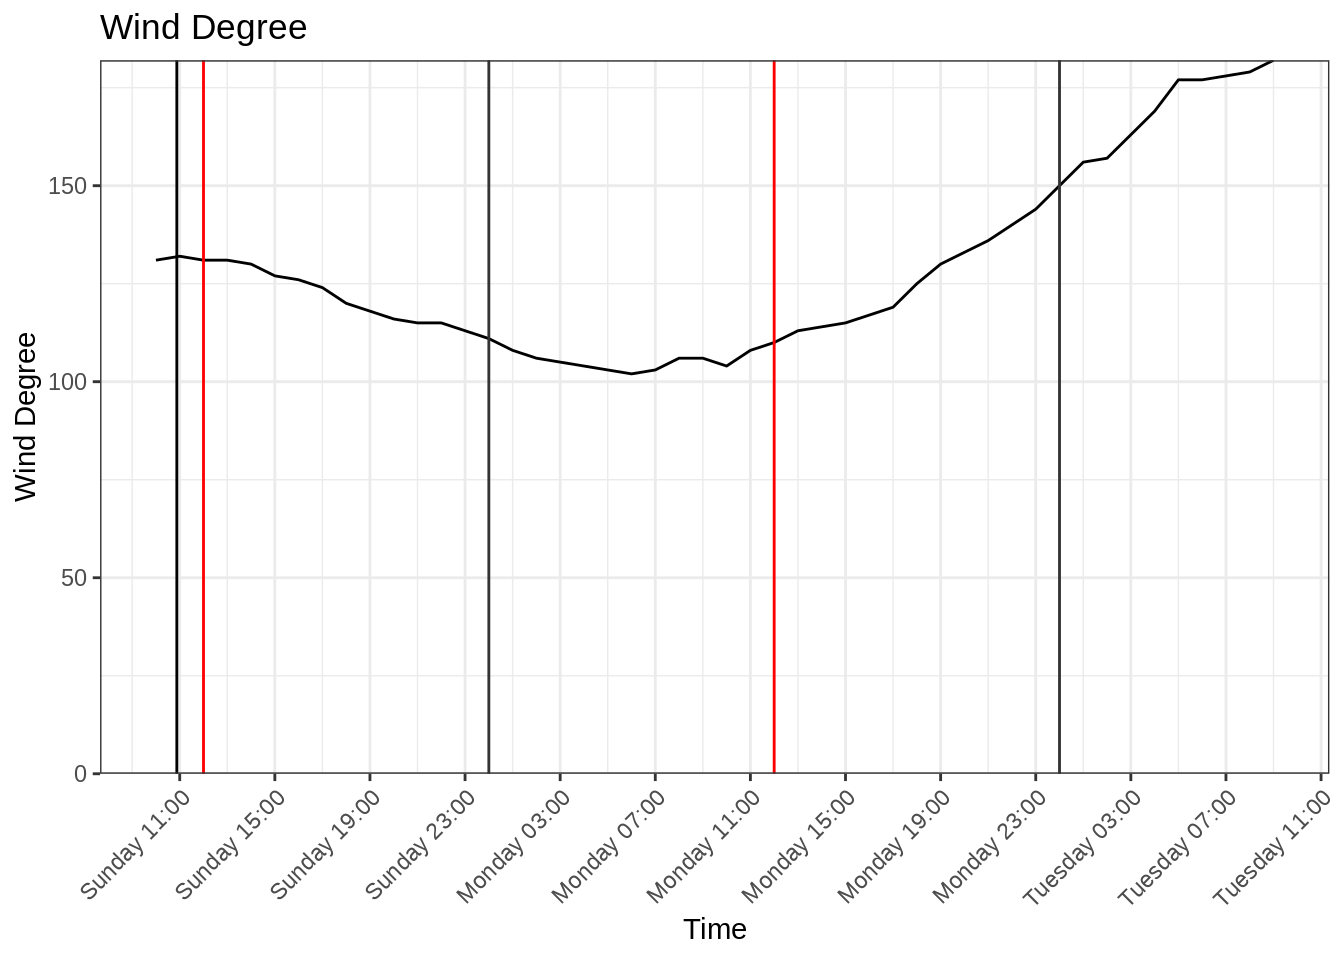 Wind Degree
Wind Degree
150
100
50
0
Sunday 11:00
Sunday 15:00
Sunday 19:00
Sunday 23:00
Monday 03:00
Monday 07:00
Monday 11:00
Monday 15:00
Monday 19:00
Monday 23:00
Tuesday 03:00
Tuesday 07:00
Tuesday 11:00
Time